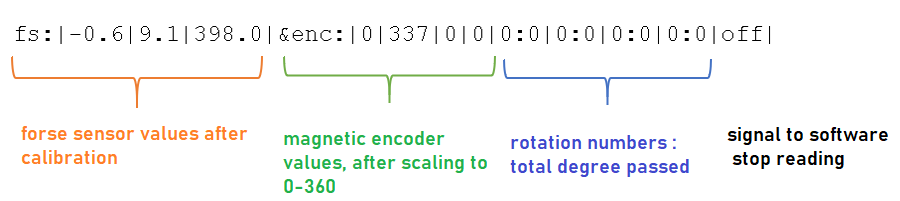 fs:|-0.6|9.1|398.0|&enc:|0|337|0|0|0:0|0:0|0:0|0:0|off|
forse sensor values after
calibration
magnetic encoder
values, after scaling to
0-360
rotation numbers :
total degree passed
signal to software
stop reading